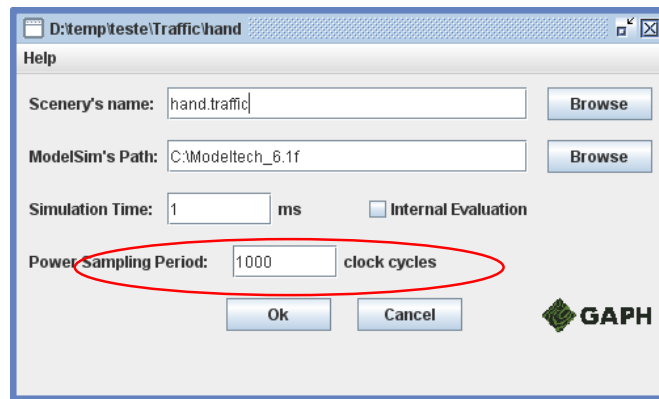 D:\temp\teste\Traffic\hand
Help
Scenery's name: hand.traffic Browse
ModelSim's Path: C:\Modeltech_6.1f Browse
Simulation Time: 1 ms Internal Evaluation
Power Sampling Period: 1000 clock cycles
Ok Cancel
GAPH